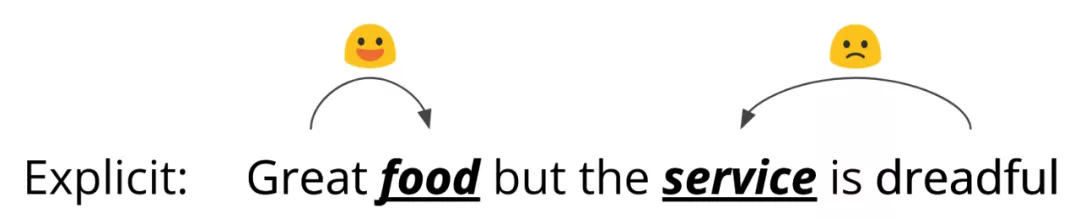 Explicit: Great food but the service is dreadful